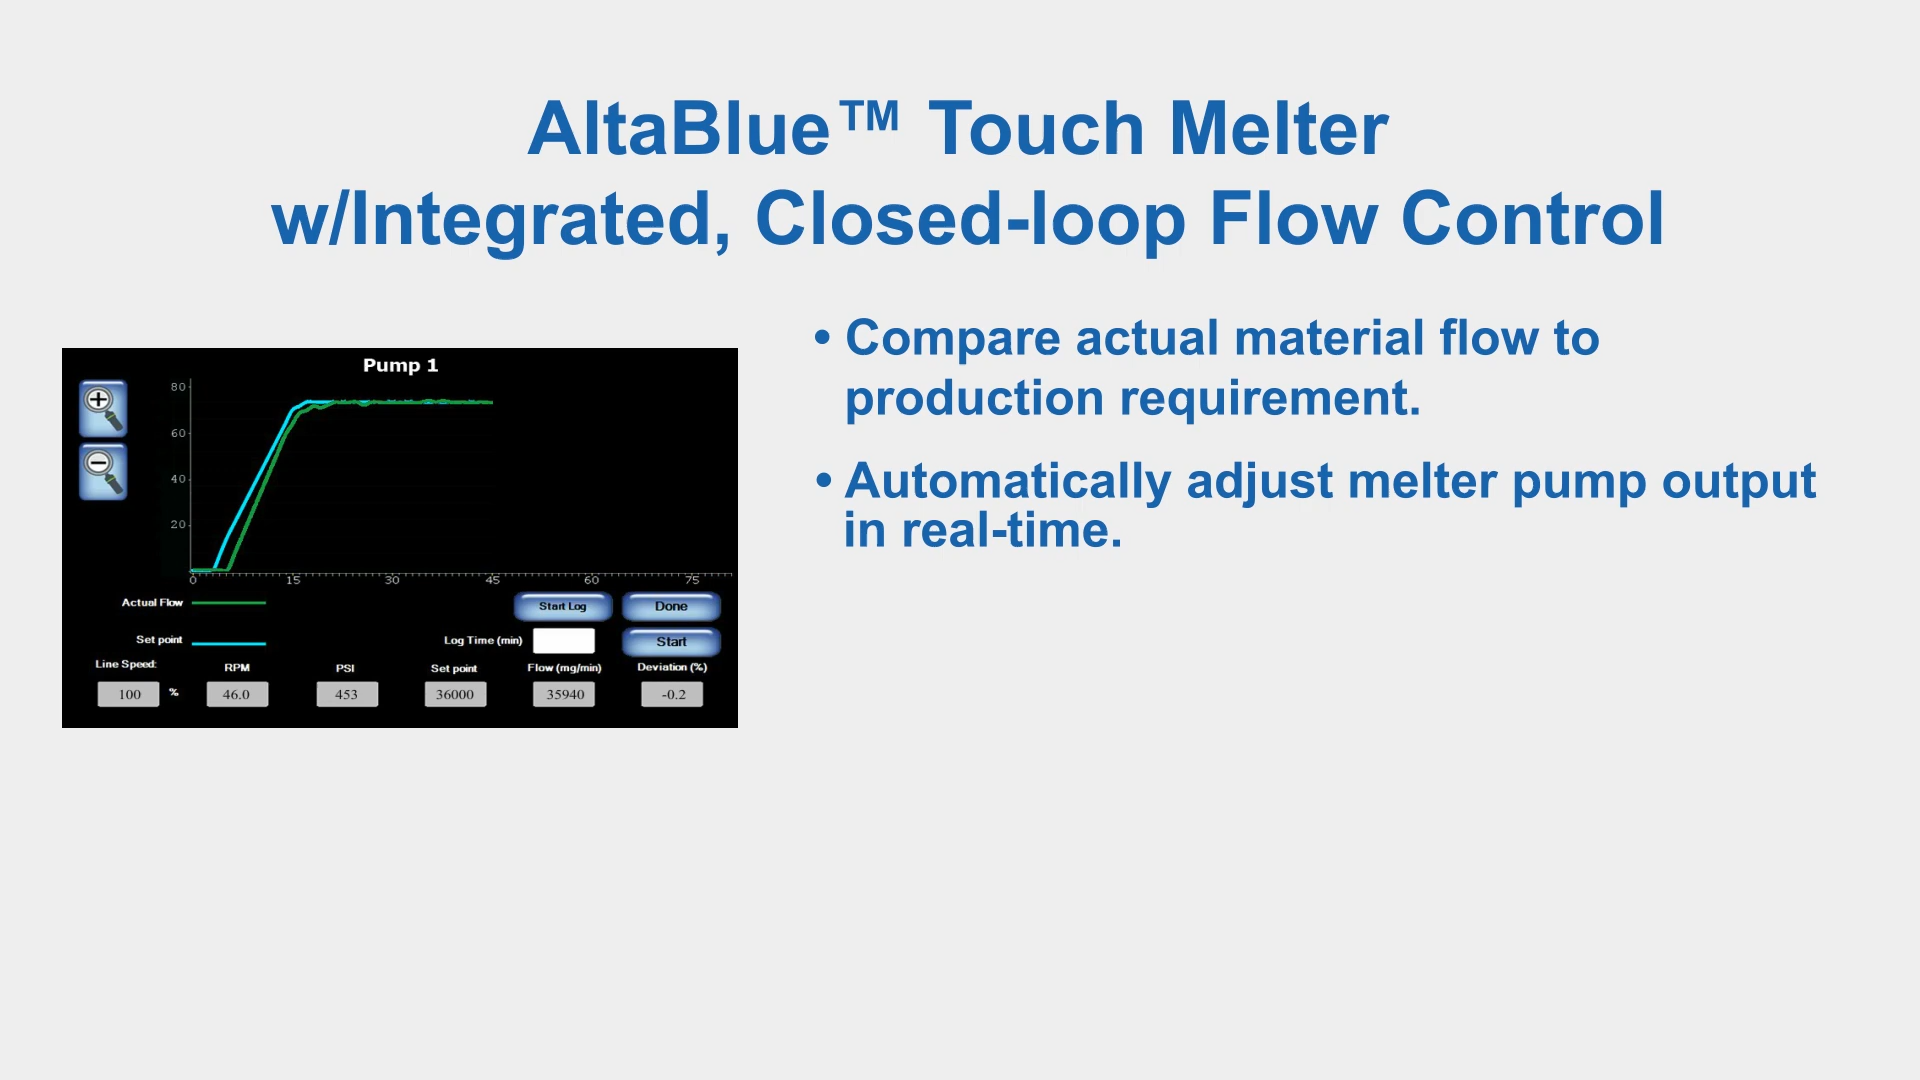 AltaBlue™ Touch Melter
w/Integrated, Closed-loop Flow Control
• Compare actual material flow to
production requirement.
• Automatically adjust melter pump output
in real-time.
Pump 1
80
60
40
20
0 15 30 45 60 75
Actual Flow
Set point
Start Log Done
Log Time (min) Start
Line Speed: RPM PSI Set point Flow (mg/min) Deviation (%)
100 % 46.0 453 36000 35940 -0.2